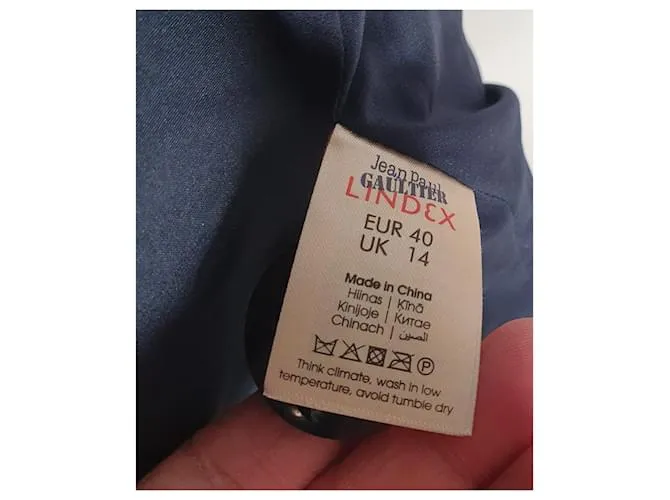 Jean Paul
GAULTIER
LINDEX
EUR 40
UK 14
Made in China
Hiinas | Ķīnā
Kinijoje | Китае
Chinach | الصين
P
Think climate, wash in low
temperature, avoid tumble dry